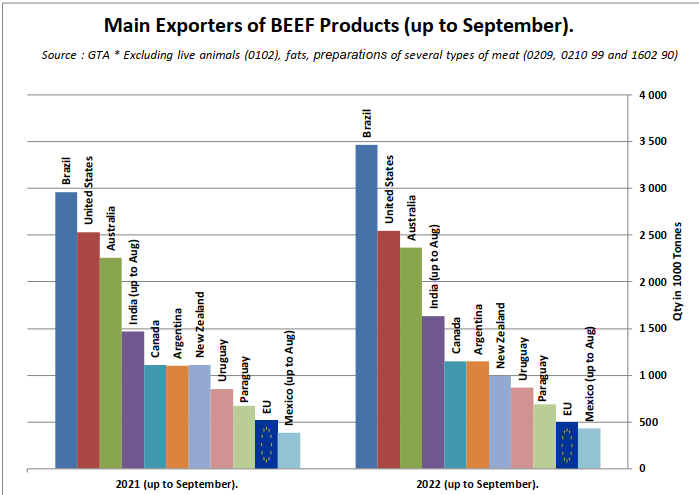 Main Exporters of BEEF Products (up to September).
Source : GTA * Excluding live animals (0102), fats, preparations of several types of meat (0209, 0210 99 and 1602 90)
4 000
3 500
3 000
2 500
2 000
1 500
1 000
500
0
Qty in 1000 Tonnes
Brazil
United States
Australia
India (up to Aug)
Canada
Argentina
New Zealand
Uruguay
Paraguay
EU
Mexico (up to Aug)
Brazil
United States
Australia
India (up to Aug)
Canada
Argentina
New Zealand
Uruguay
Paraguay
EU
Mexico (up to Aug)
2021 (up to September).
2022 (up to September).